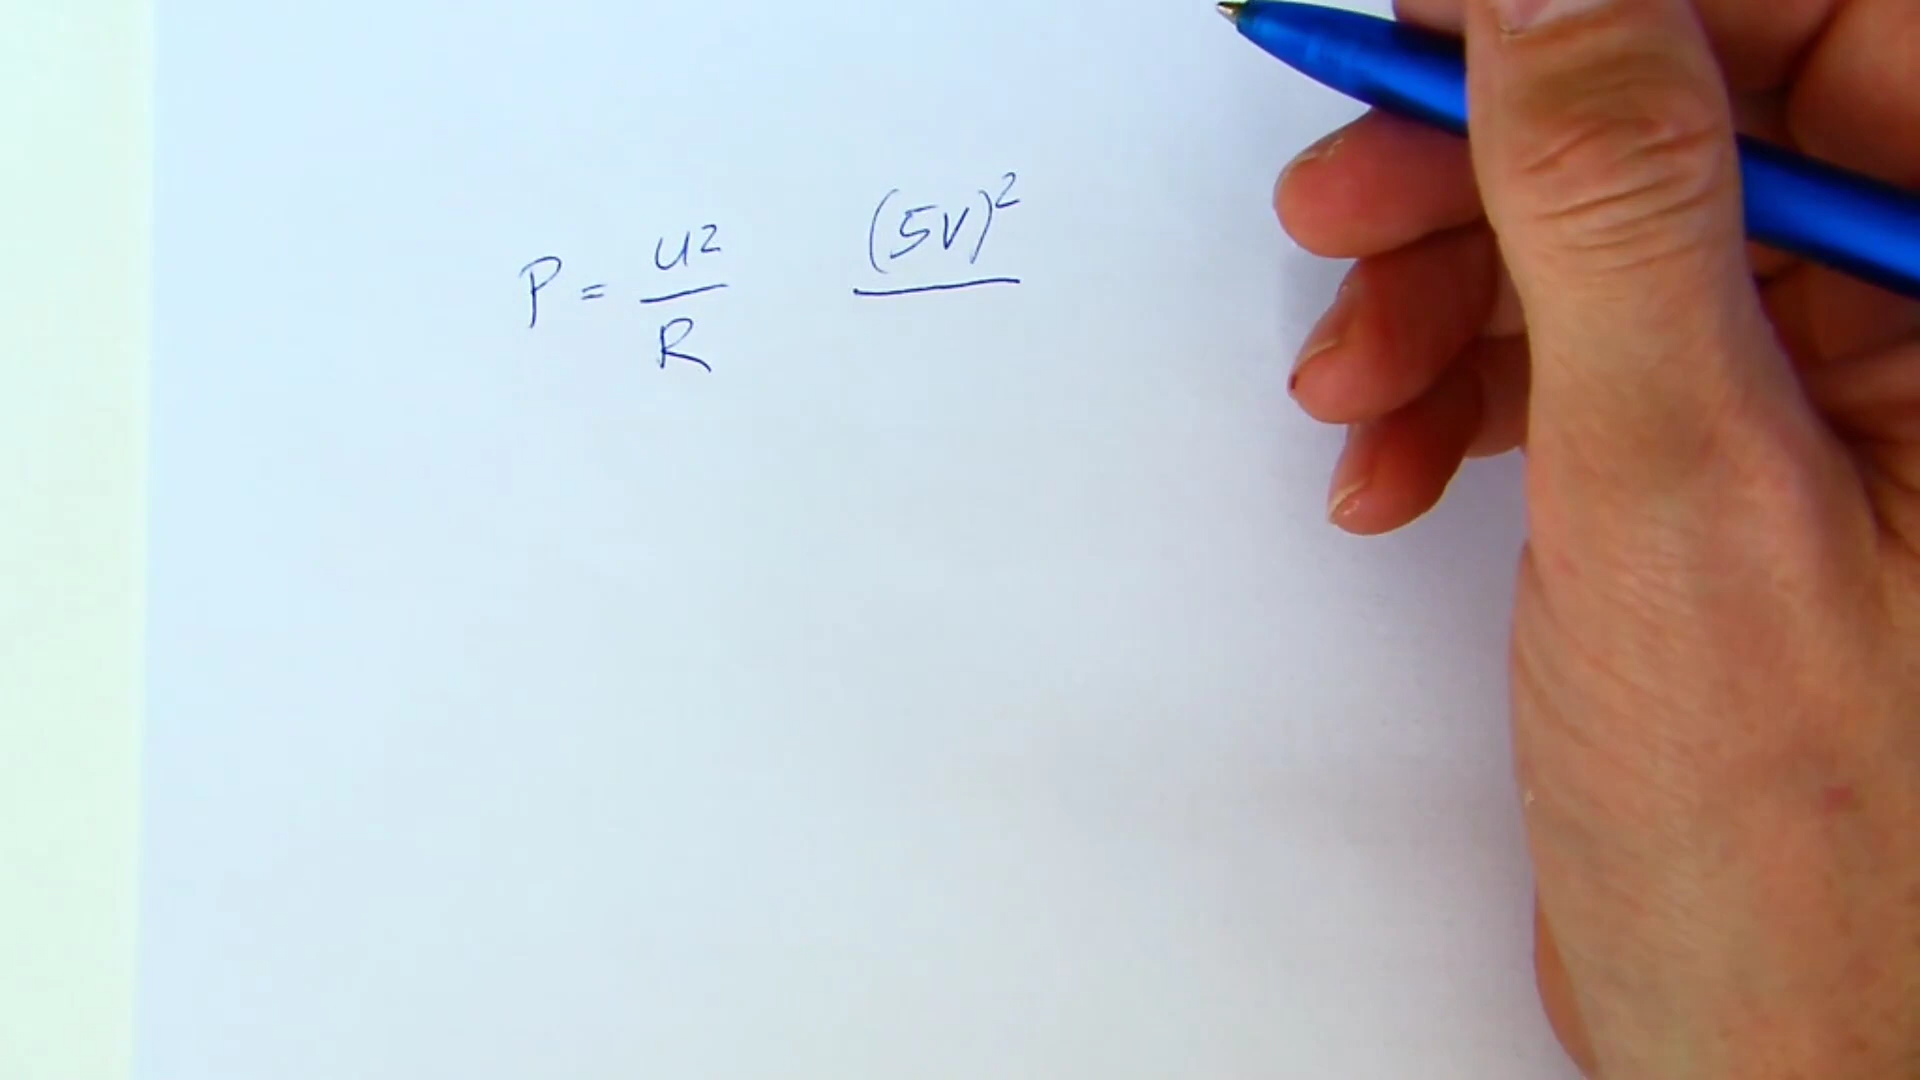 P = U²/R (5V)²/